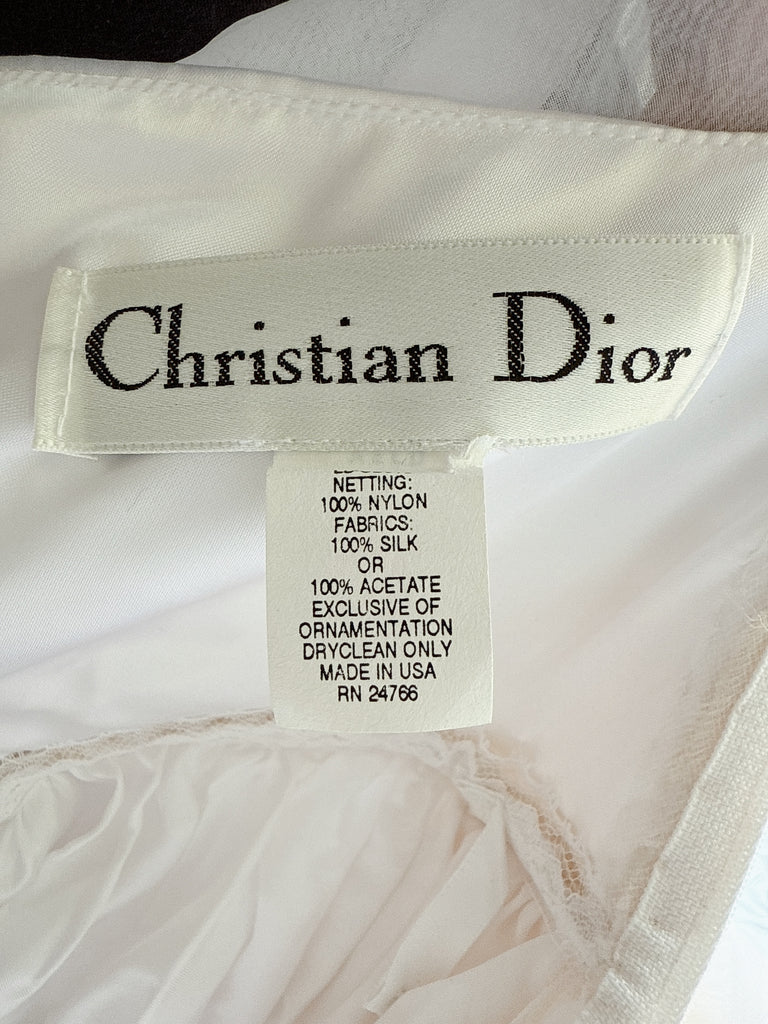 Christian Dior
NETTING:
100% NYLON
FABRICS:
100% SILK
OR
100% ACETATE
EXCLUSIVE OF
ORNAMENTATION
DRYCLEAN ONLY
MADE IN USA
RN 24766